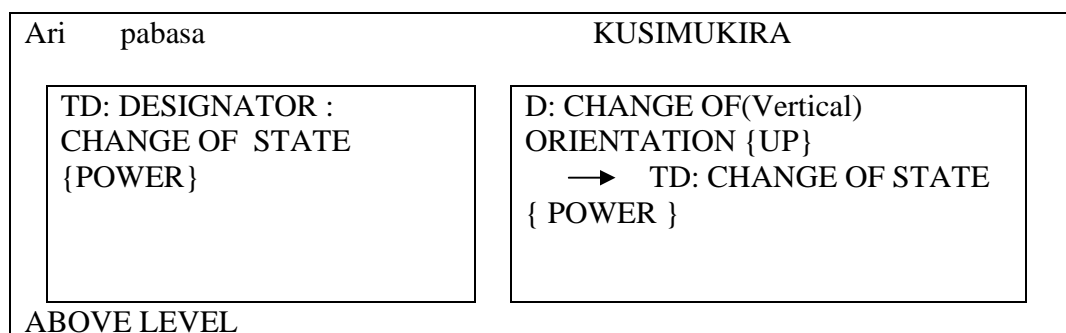 Ari pabasa KUSIMUKIRA
TD: DESIGNATOR :
CHANGE OF STATE
{POWER}
D: CHANGE OF(Vertical)
ORIENTATION {UP}
→ TD: CHANGE OF STATE
{ POWER }
ABOVE LEVEL